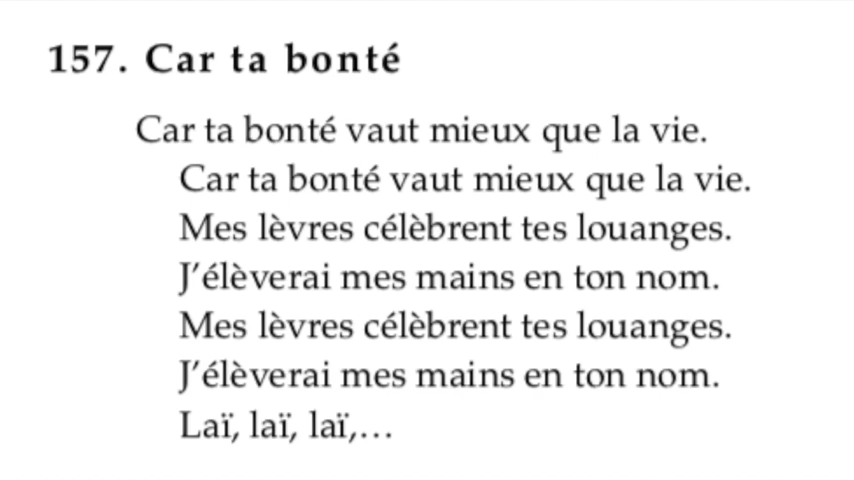 157. Car ta bonté
Car ta bonté vaut mieux que la vie.
Car ta bonté vaut mieux que la vie.
Mes lèvres célèbrent tes louanges.
J’élèverai mes mains en ton nom.
Mes lèvres célèbrent tes louanges.
J’élèverai mes mains en ton nom.
Laï, laï, laï,…